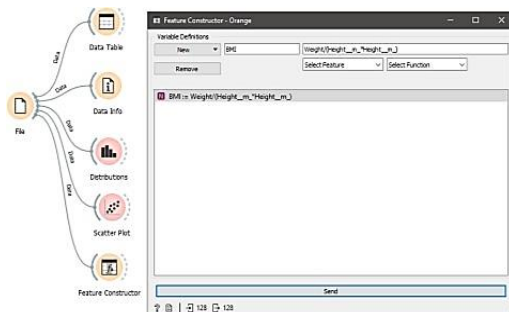 Feature Constructor - Orange
Variable Definitions
New
BMI
Weight/(Height__m_*Height__m_)
Remove
Select Feature
Select Function
N BMI := Weight/(Height__m_*Height__m_)
Send
? 128 128
File
Data
Data
Data
Data
Data
Data Table
Data Info
Distributions
Scatter Plot
Feature Constructor